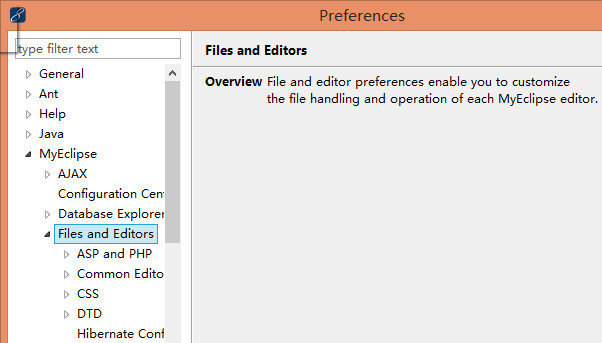 Preferences
type filter text
General
Ant
Help
Java
MyEclipse
AJAX
Configuration Cen
Database Explorer
Files and Editors
ASP and PHP
Common Edito
CSS
DTD
Hibernate Conf
Files and Editors
Overview File and editor preferences enable you to customize
the file handling and operation of each MyEclipse editor.